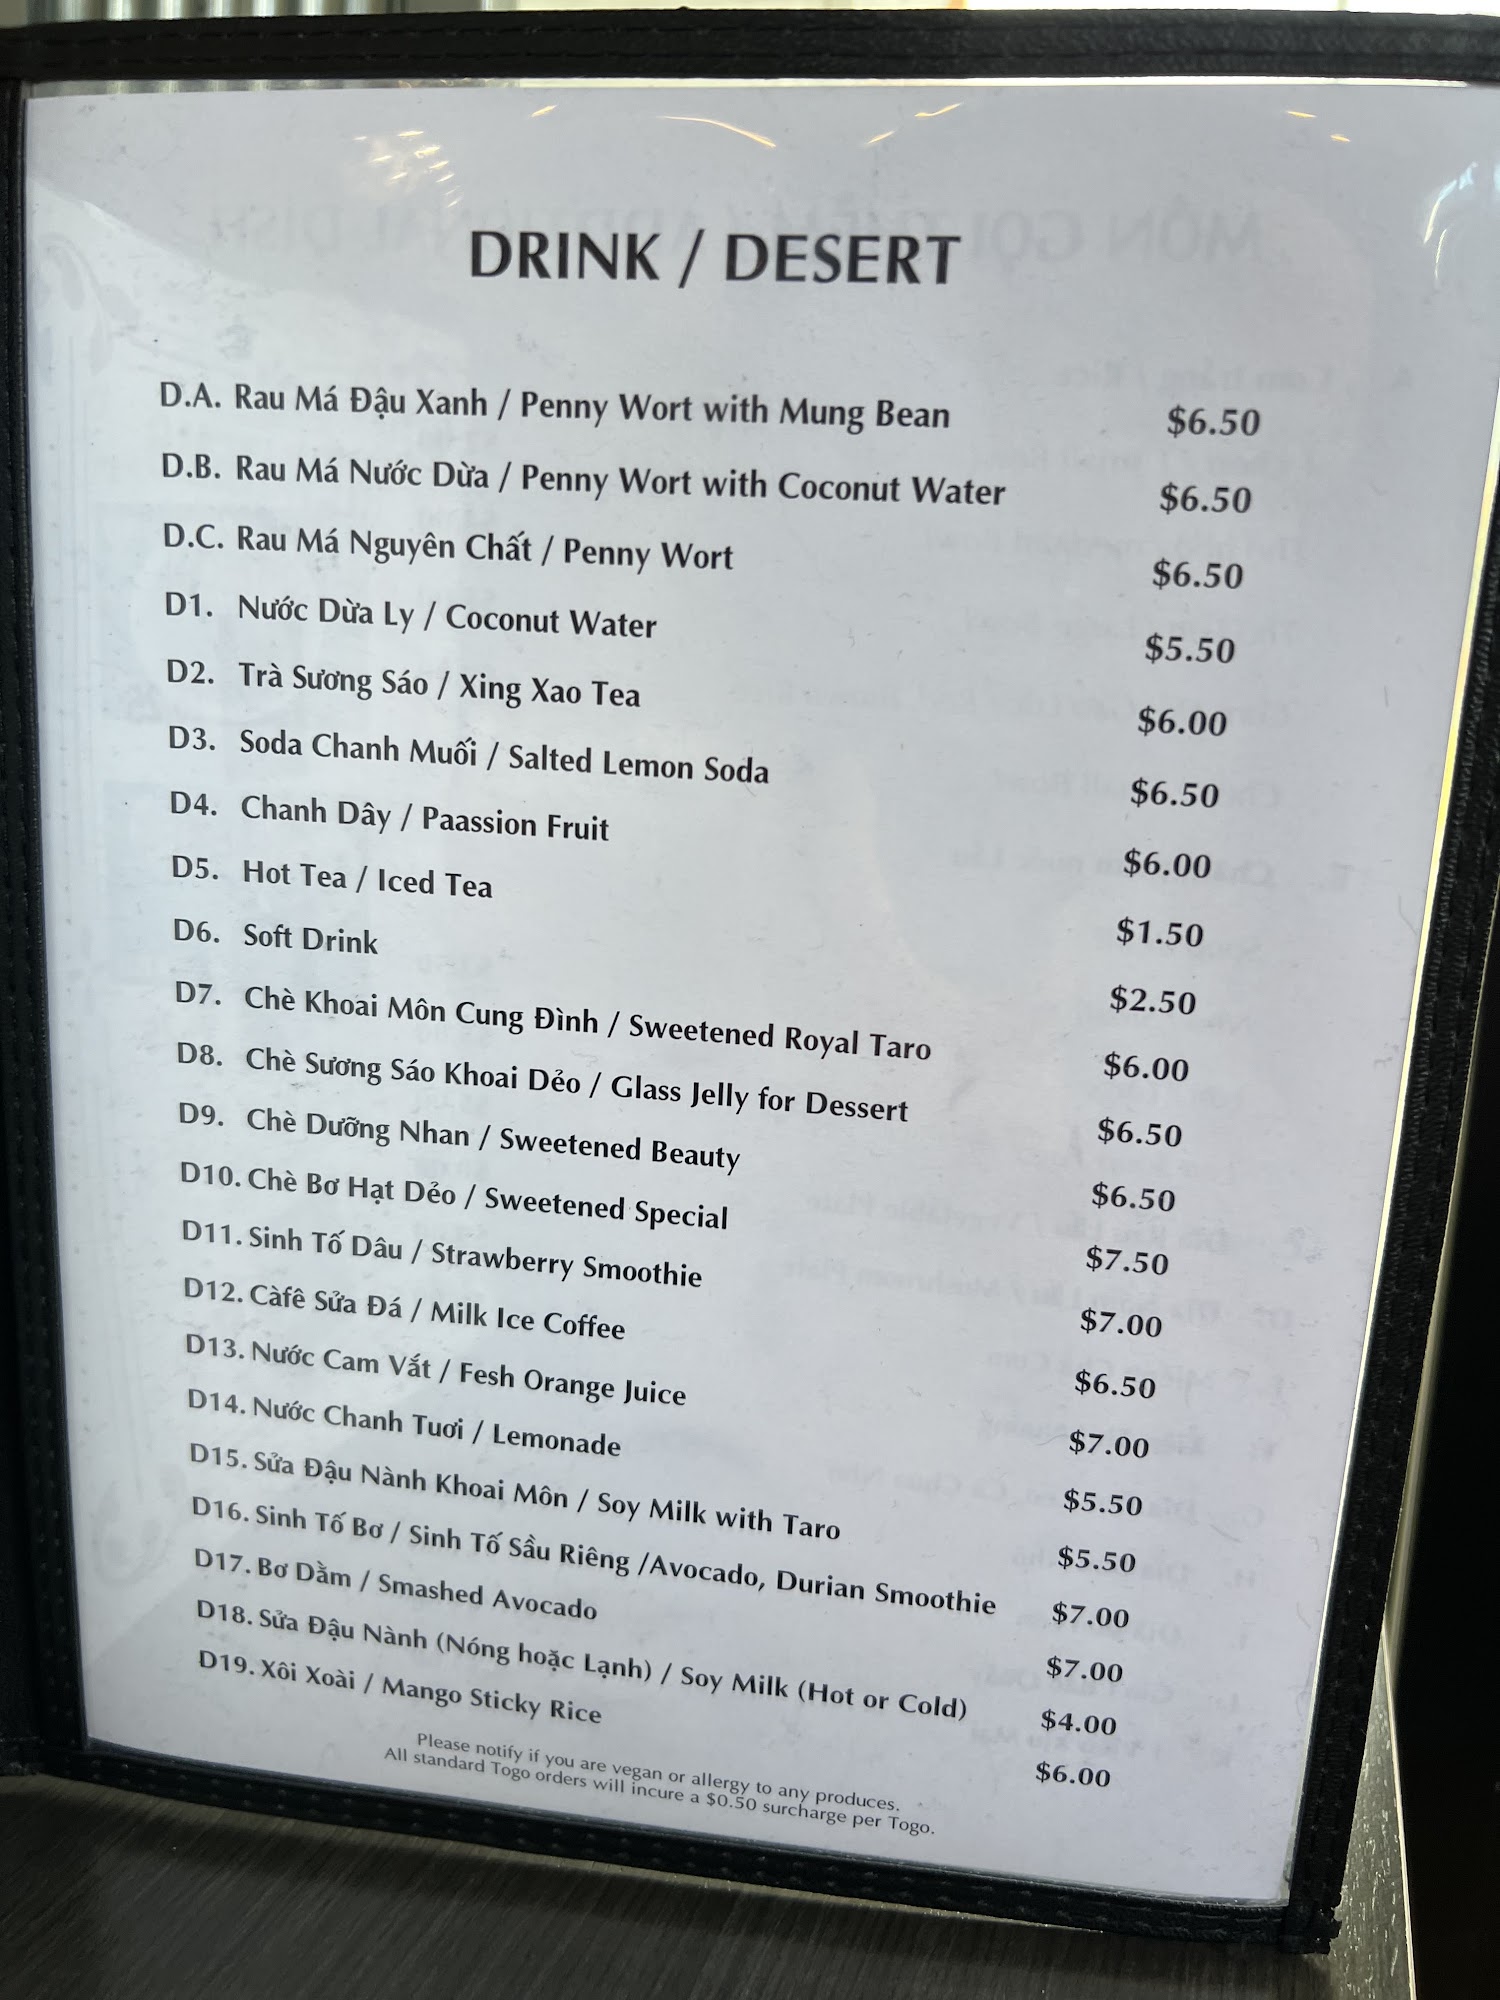 DRINK / DESERT
D.A. Rau Má Đậu Xanh / Penny Wort with Mung Bean $6.50
D.B. Rau Má Nước Dừa / Penny Wort with Coconut Water $6.50
D.C. Rau Má Nguyên Chất / Penny Wort $6.50
D1. Nước Dừa Ly / Coconut Water $5.50
D2. Trà Sương Sáo / Xing Xao Tea $6.00
D3. Soda Chanh Muối / Salted Lemon Soda $6.50
D4. Chanh Dây / Paassion Fruit $6.00
D5. Hot Tea / Iced Tea $1.50
D6. Soft Drink $2.50
D7. Chè Khoai Môn Cung Đình / Sweetened Royal Taro $6.00
D8. Chè Sương Sáo Khoai Dẻo / Glass Jelly for Dessert $6.50
D9. Chè Dưỡng Nhan / Sweetened Beauty $6.50
D10. Chè Bơ Hạt Dẻo / Sweetened Special $7.50
D11. Sinh Tố Dâu / Strawberry Smoothie $7.00
D12. Càfê Sửa Đá / Milk Ice Coffee $6.50
D13. Nước Cam Vắt / Fesh Orange Juice $7.00
D14. Nước Chanh Tươi / Lemonade $5.50
D15. Sửa Đậu Nành Khoai Môn / Soy Milk with Taro $5.50
D16. Sinh Tố Bơ / Sinh Tố Sầu Riêng /Avocado, Durian Smoothie $7.00
D17. Bơ Dằm / Smashed Avocado $7.00
D18. Sửa Đậu Nành (Nóng hoặc Lạnh) / Soy Milk (Hot or Cold) $4.00
D19. Xôi Xoài / Mango Sticky Rice $6.00
Please notify if you are vegan or allergy to any produces.
All standard Togo orders will incure a $0.50 surcharge per Togo.